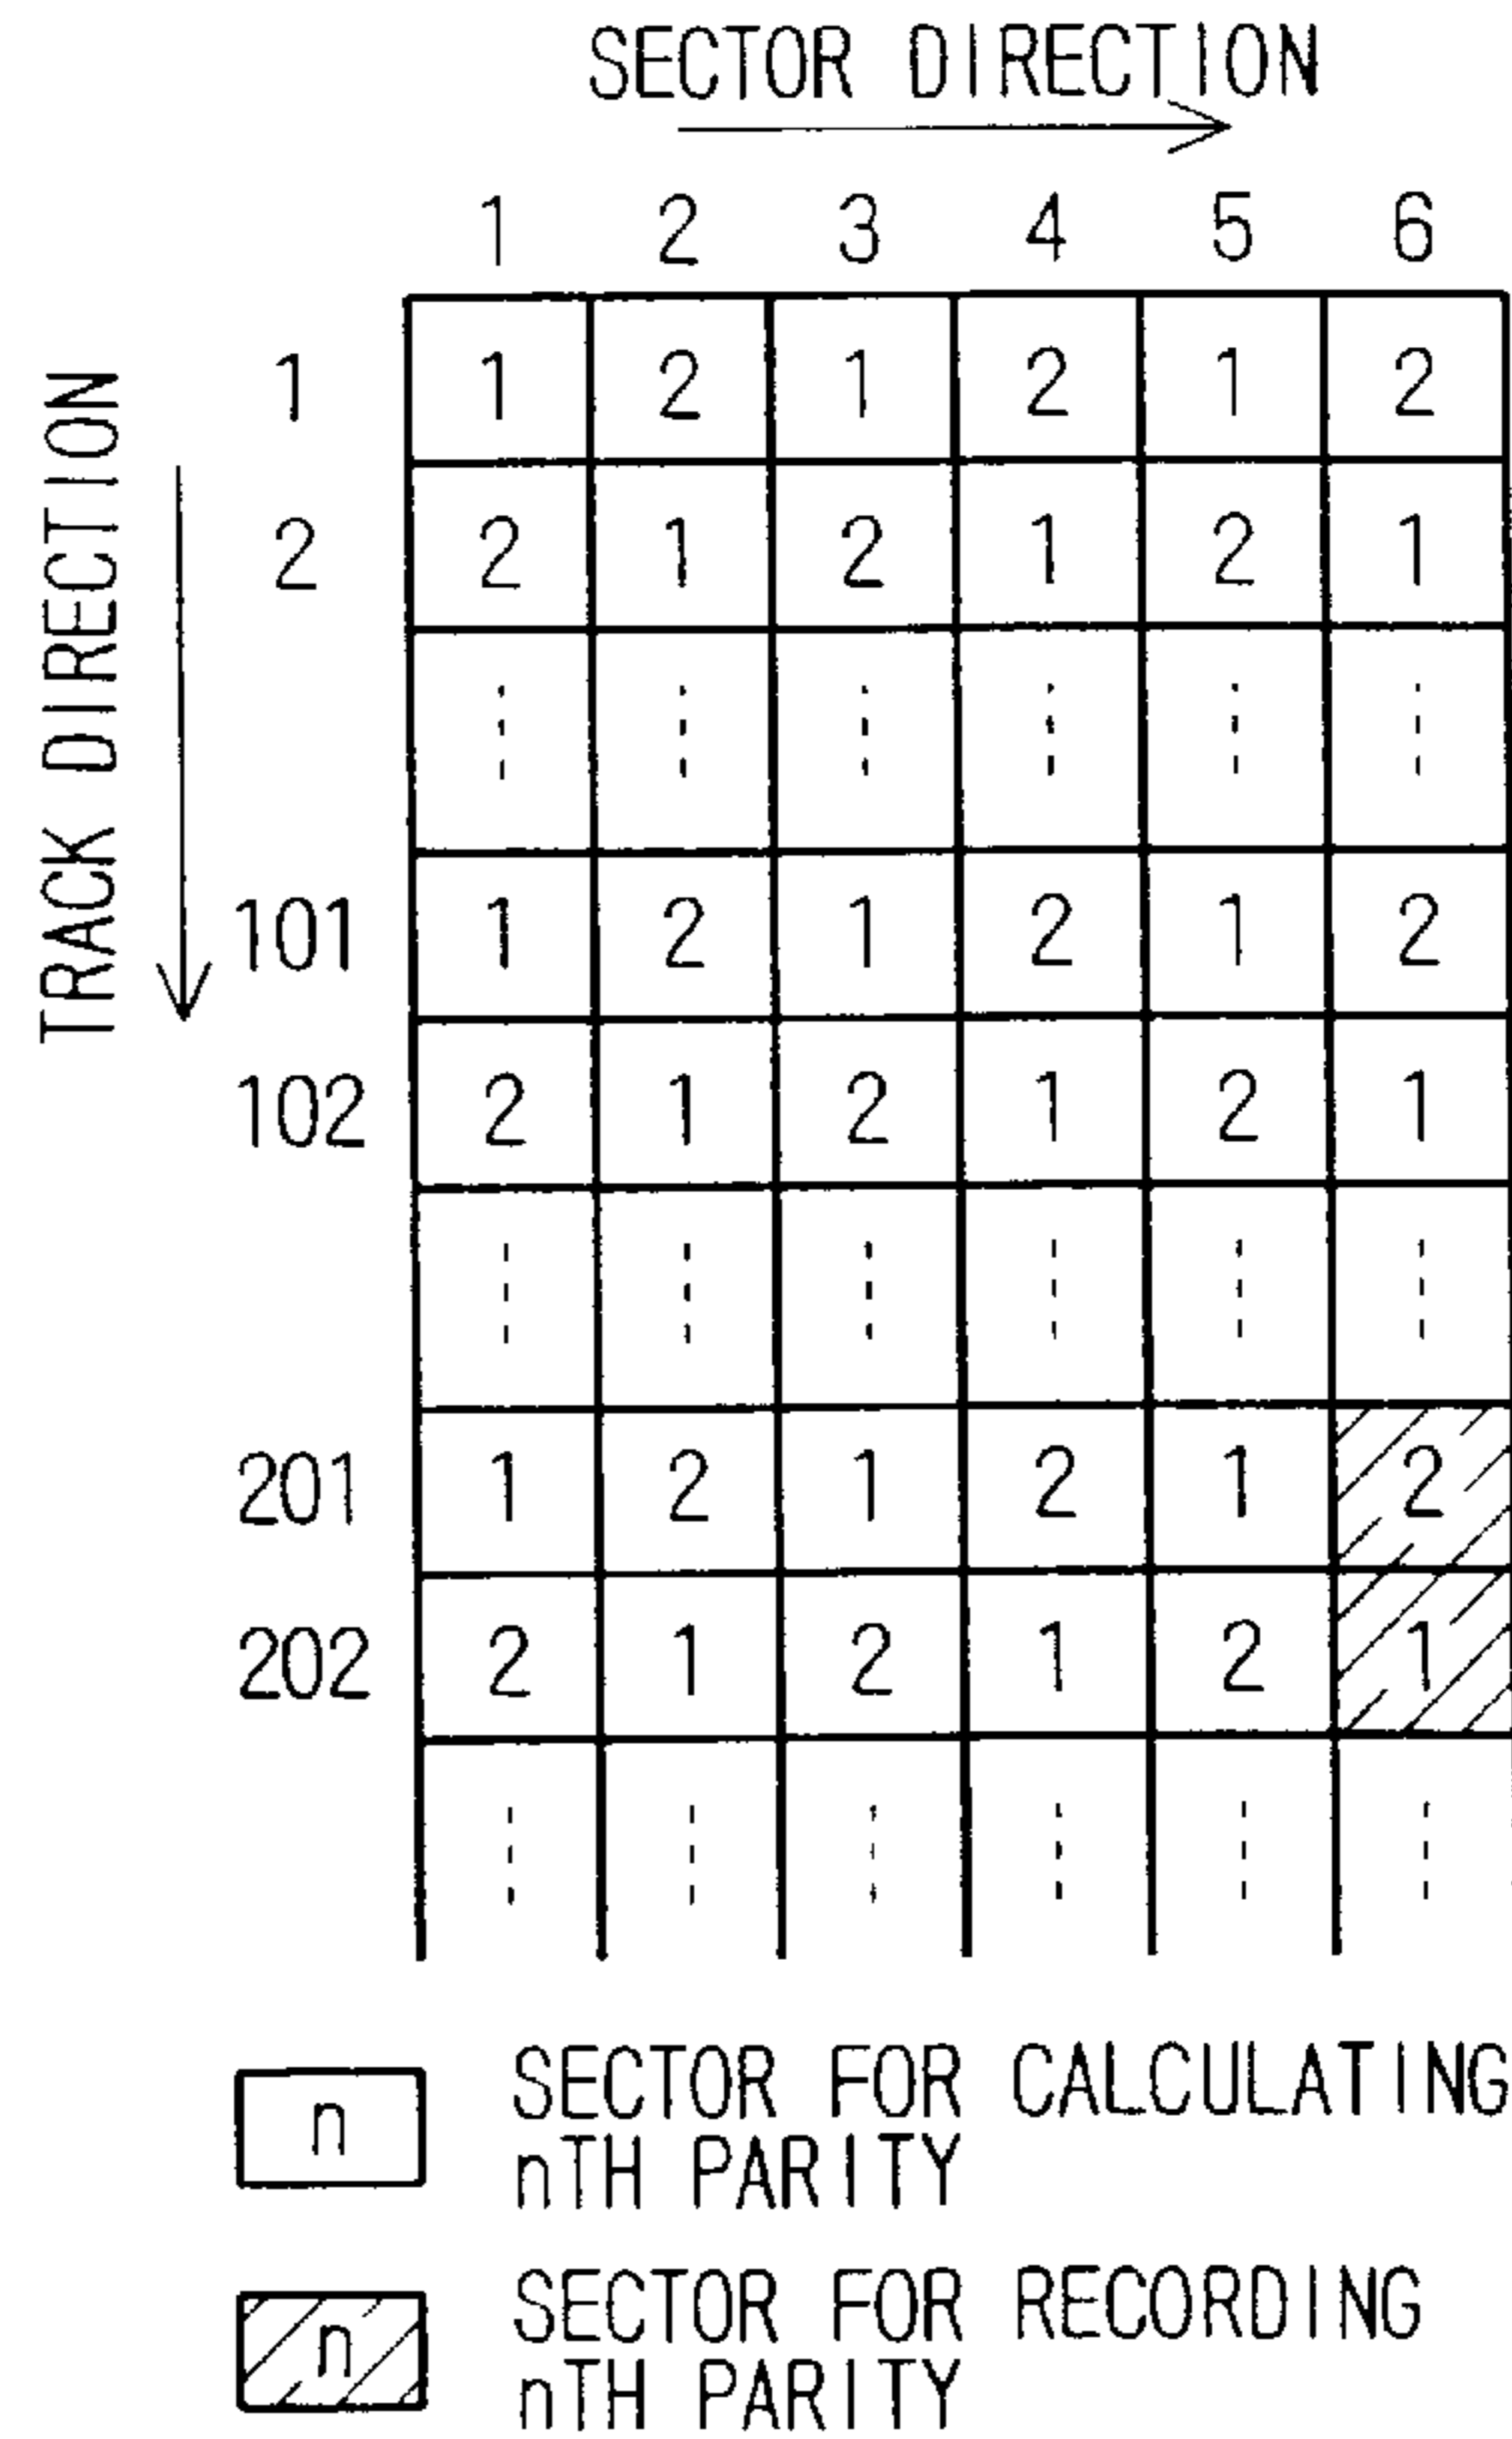 SECTOR DIRECTION
1 2 3 4 5 6
TRACK DIRECTION
1 1 2 1 2 1 2
2 2 1 2 1 2 1
101 1 2 1 2 1 2
102 2 1 2 1 2 1
201 1 2 1 2 1 2
202 2 1 2 1 2 1
n SECTOR FOR CALCULATING
nTH PARITY
n SECTOR FOR RECORDING
nTH PARITY